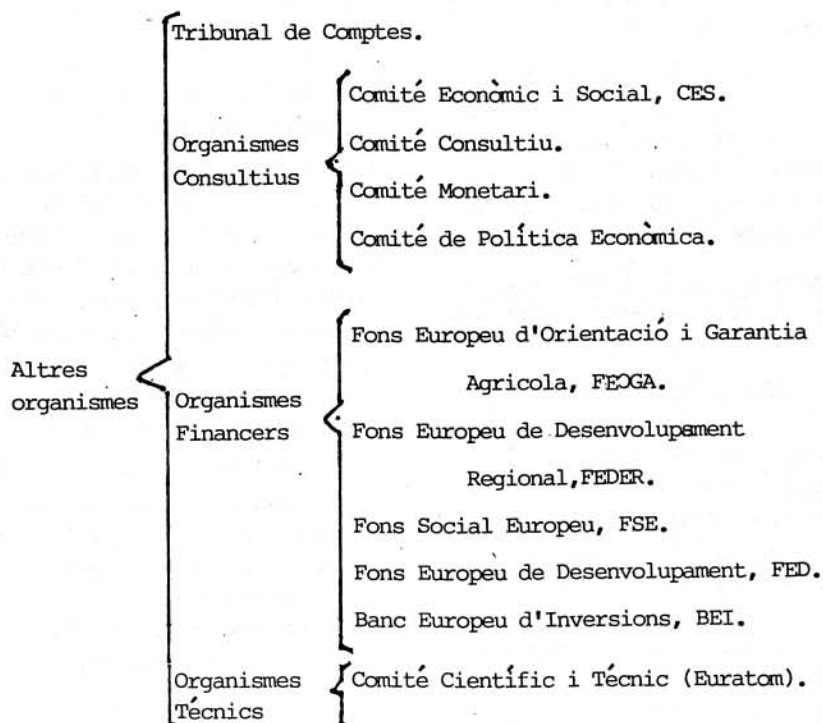 Tribunal de Comptes.
Comité Econòmic i Social, CES.
Organismes
Consultius
Comité Consultiu.
Comité Monetari.
Comité de Política Econòmica.
Altres
organismes
Fons Europeu d'Orientació i Garantia
Agricola, FEOGA.
Organismes
Financers
Fons Europeu de Desenvolupament
Regional,FEDER.
Fons Social Europeu, FSE.
Fons Europeu de Desenvolupament, FED.
Banc Europeu d'Inversions, BEI.
Organismes
Técnics
Comité Científic i Técnic (Euratom).